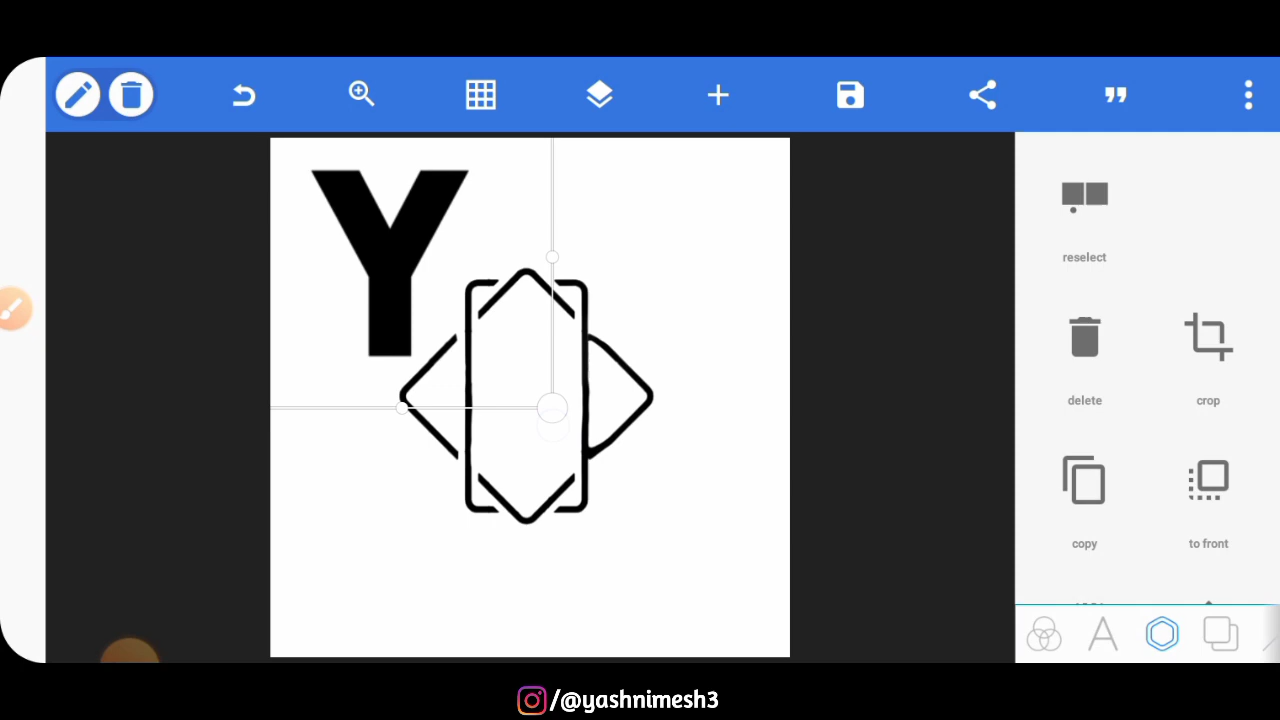 Y
reselect
delete
crop
copy
to front
A
/@yashnimesh3